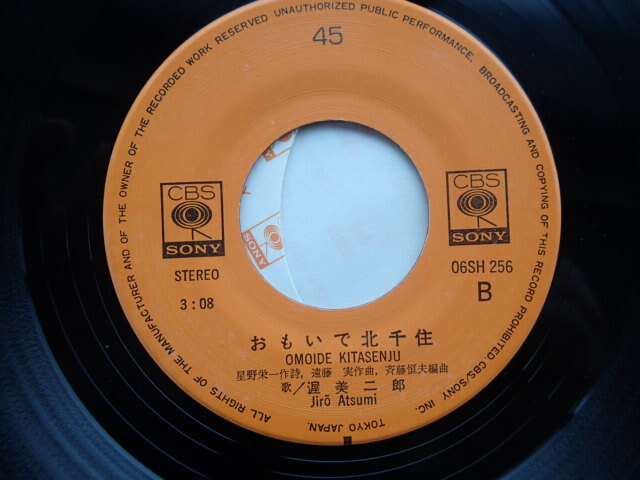 ALL RIGHTS OF THE MANUFACTURER AND OF THE OWNER OF THE RECORDED WORK RESERVED UNAUTHORIZED PUBLIC PERFORMANCE, BROADCASTING AND COPYING OF THIS RECORD PROHIBITED CBS/SONY INC. TOKYO JAPAN.
45
CBS
SONY
CBS
SONY
SONY
STEREO
06SH 256
3:08
B
おもいで北千住
OMOIDE KITASENJU
星野栄一作詩, 遠藤 実作曲, 斉藤恒夫編曲
歌/渥美二郎
Jirō Atsumi